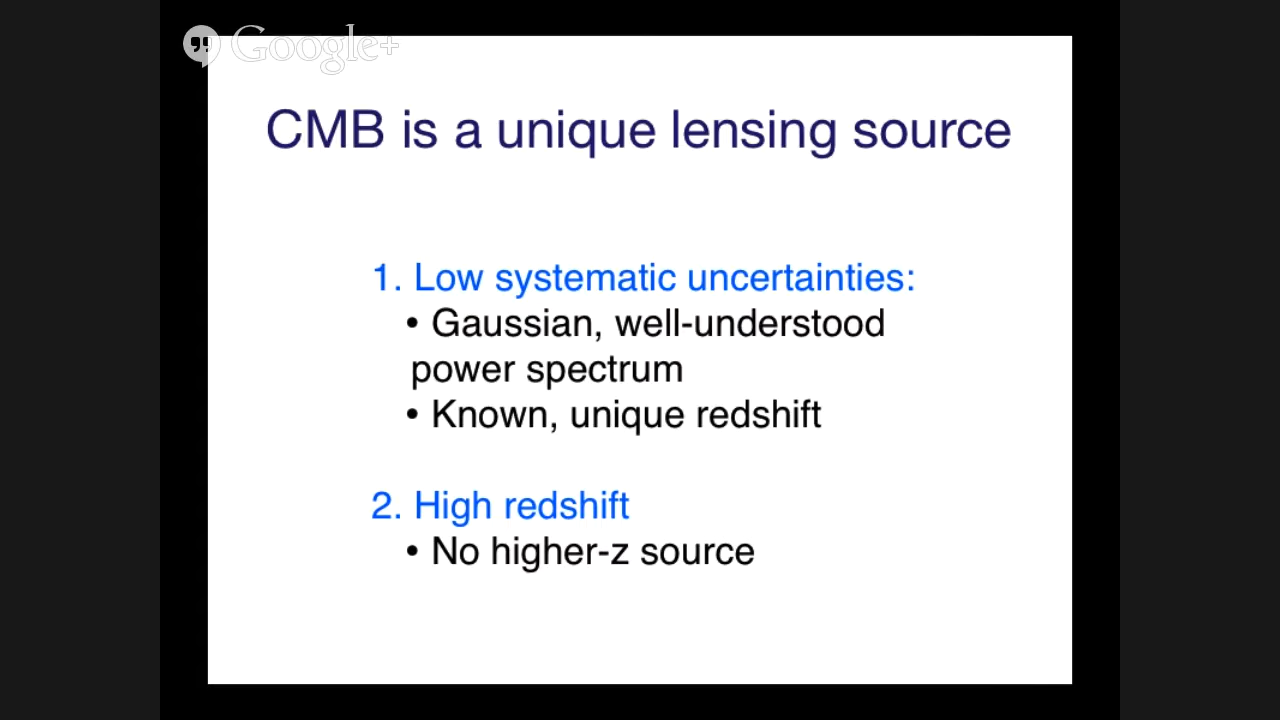 Google+
CMB is a unique lensing source
1. Low systematic uncertainties:
• Gaussian, well-understood
power spectrum
• Known, unique redshift
2. High redshift
• No higher-z source